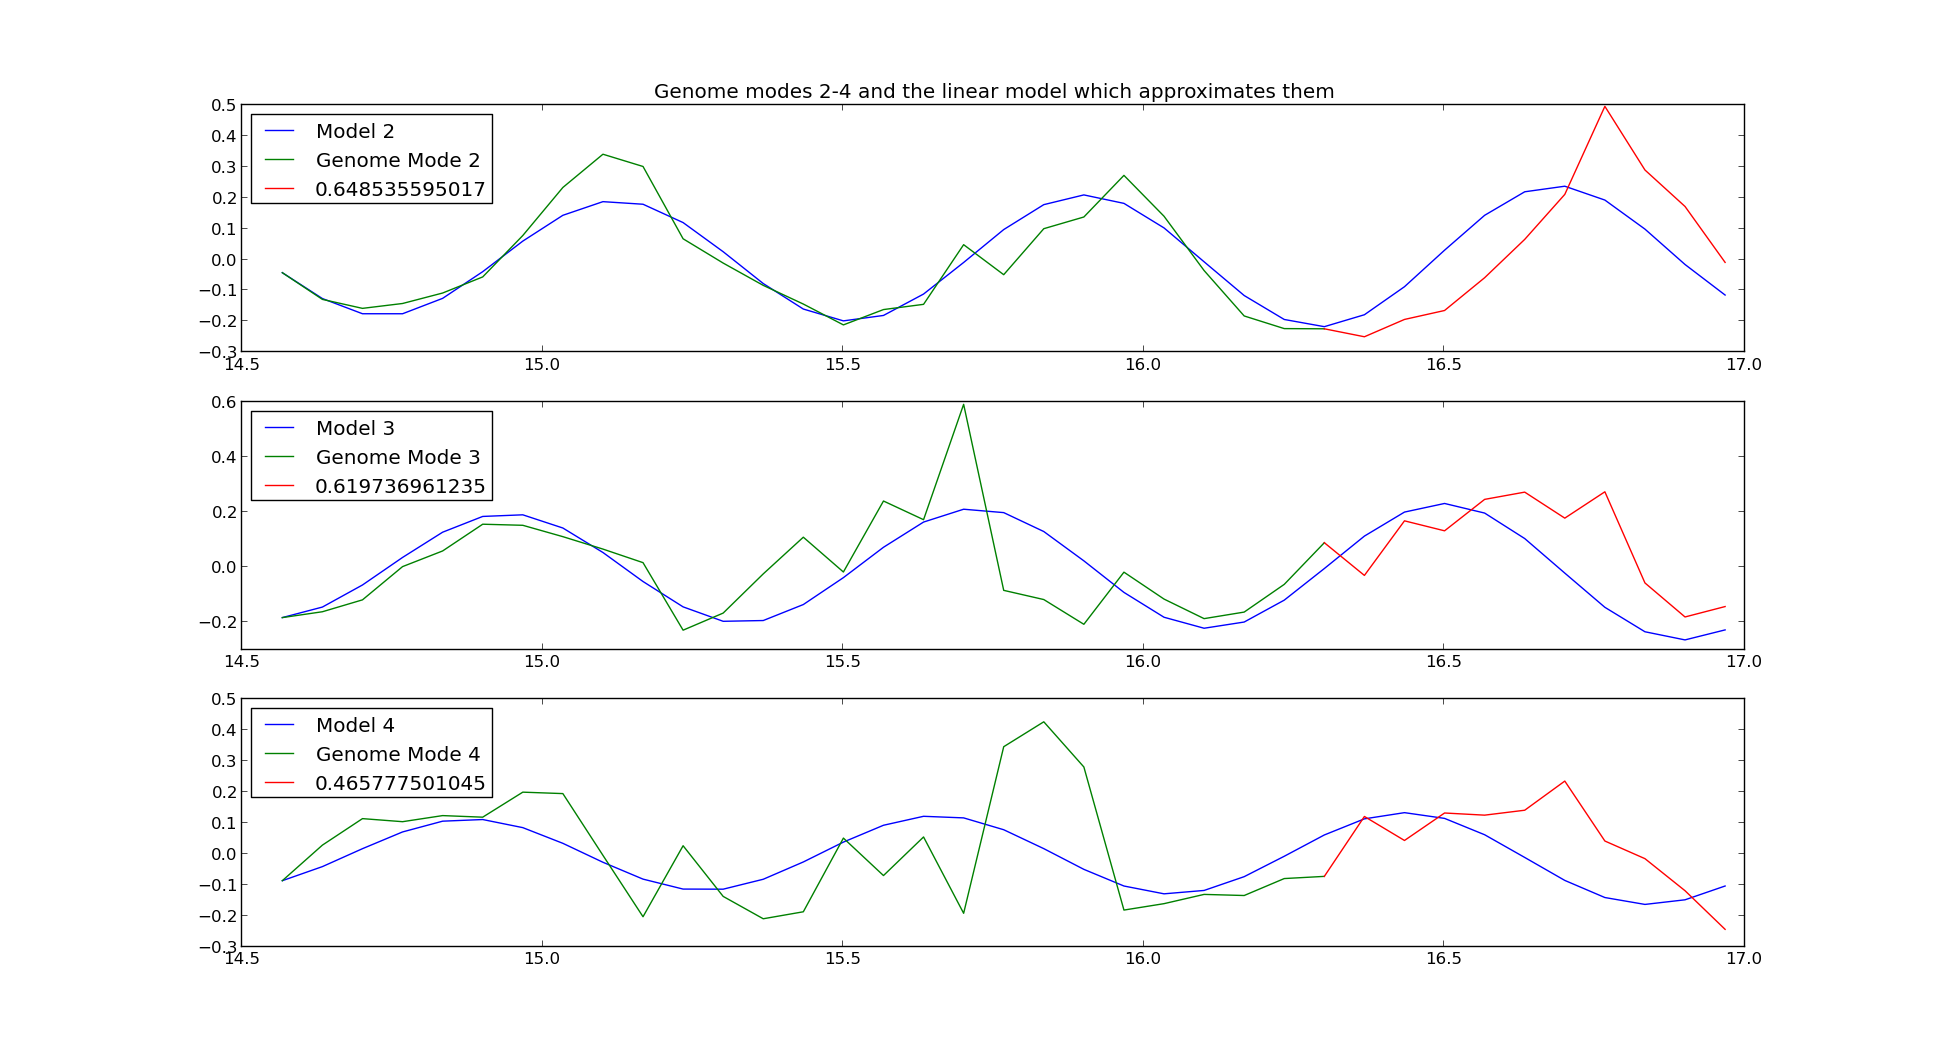 Genome modes 2-4 and the linear model which approximates them
0.5
0.4
0.3
0.2
0.1
0.0
−0.1
−0.2
−0.3
Model 2
Genome Mode 2
0.648535595017
14.5 15.0 15.5 16.0 16.5 17.0
0.6
0.4
0.2
0.0
−0.2
Model 3
Genome Mode 3
0.619736961235
14.5 15.0 15.5 16.0 16.5 17.0
0.5
0.4
0.3
0.2
0.1
0.0
−0.1
−0.2
−0.3
Model 4
Genome Mode 4
0.465777501045
14.5 15.0 15.5 16.0 16.5 17.0